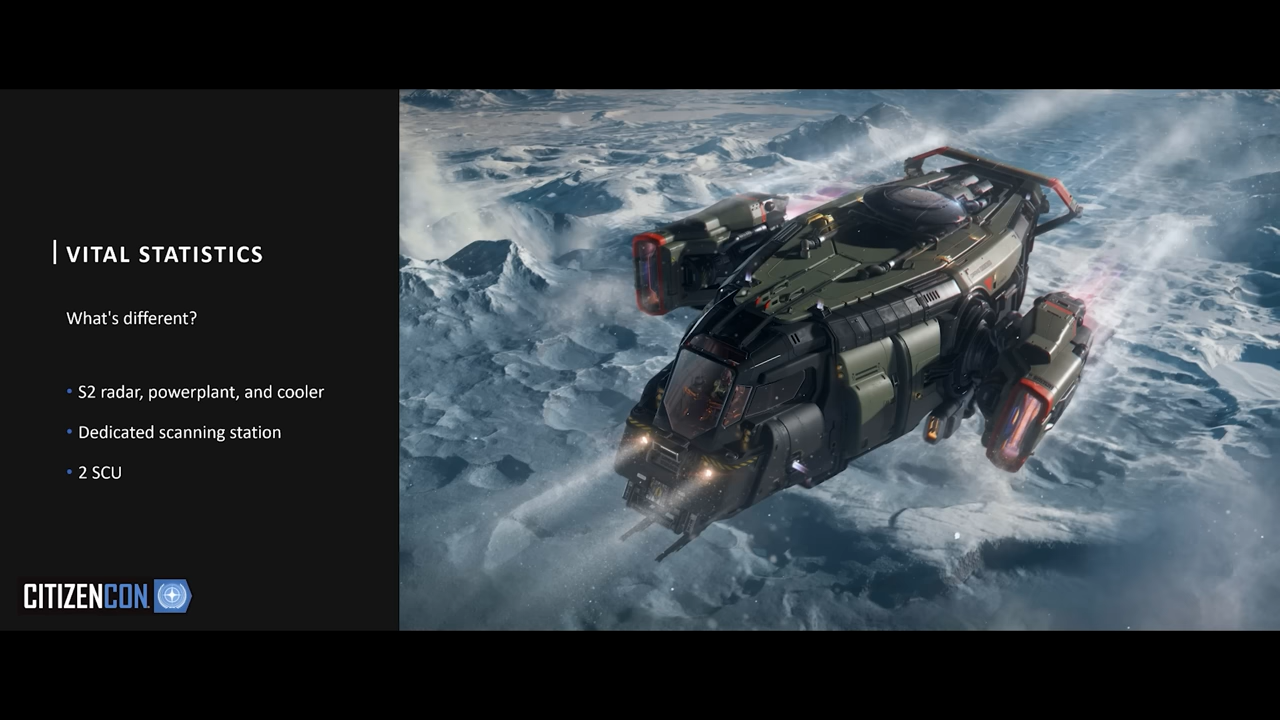 VITAL STATISTICS
What's different?
• S2 radar, powerplant, and cooler
• Dedicated scanning station
• 2 SCU
CITIZENCON